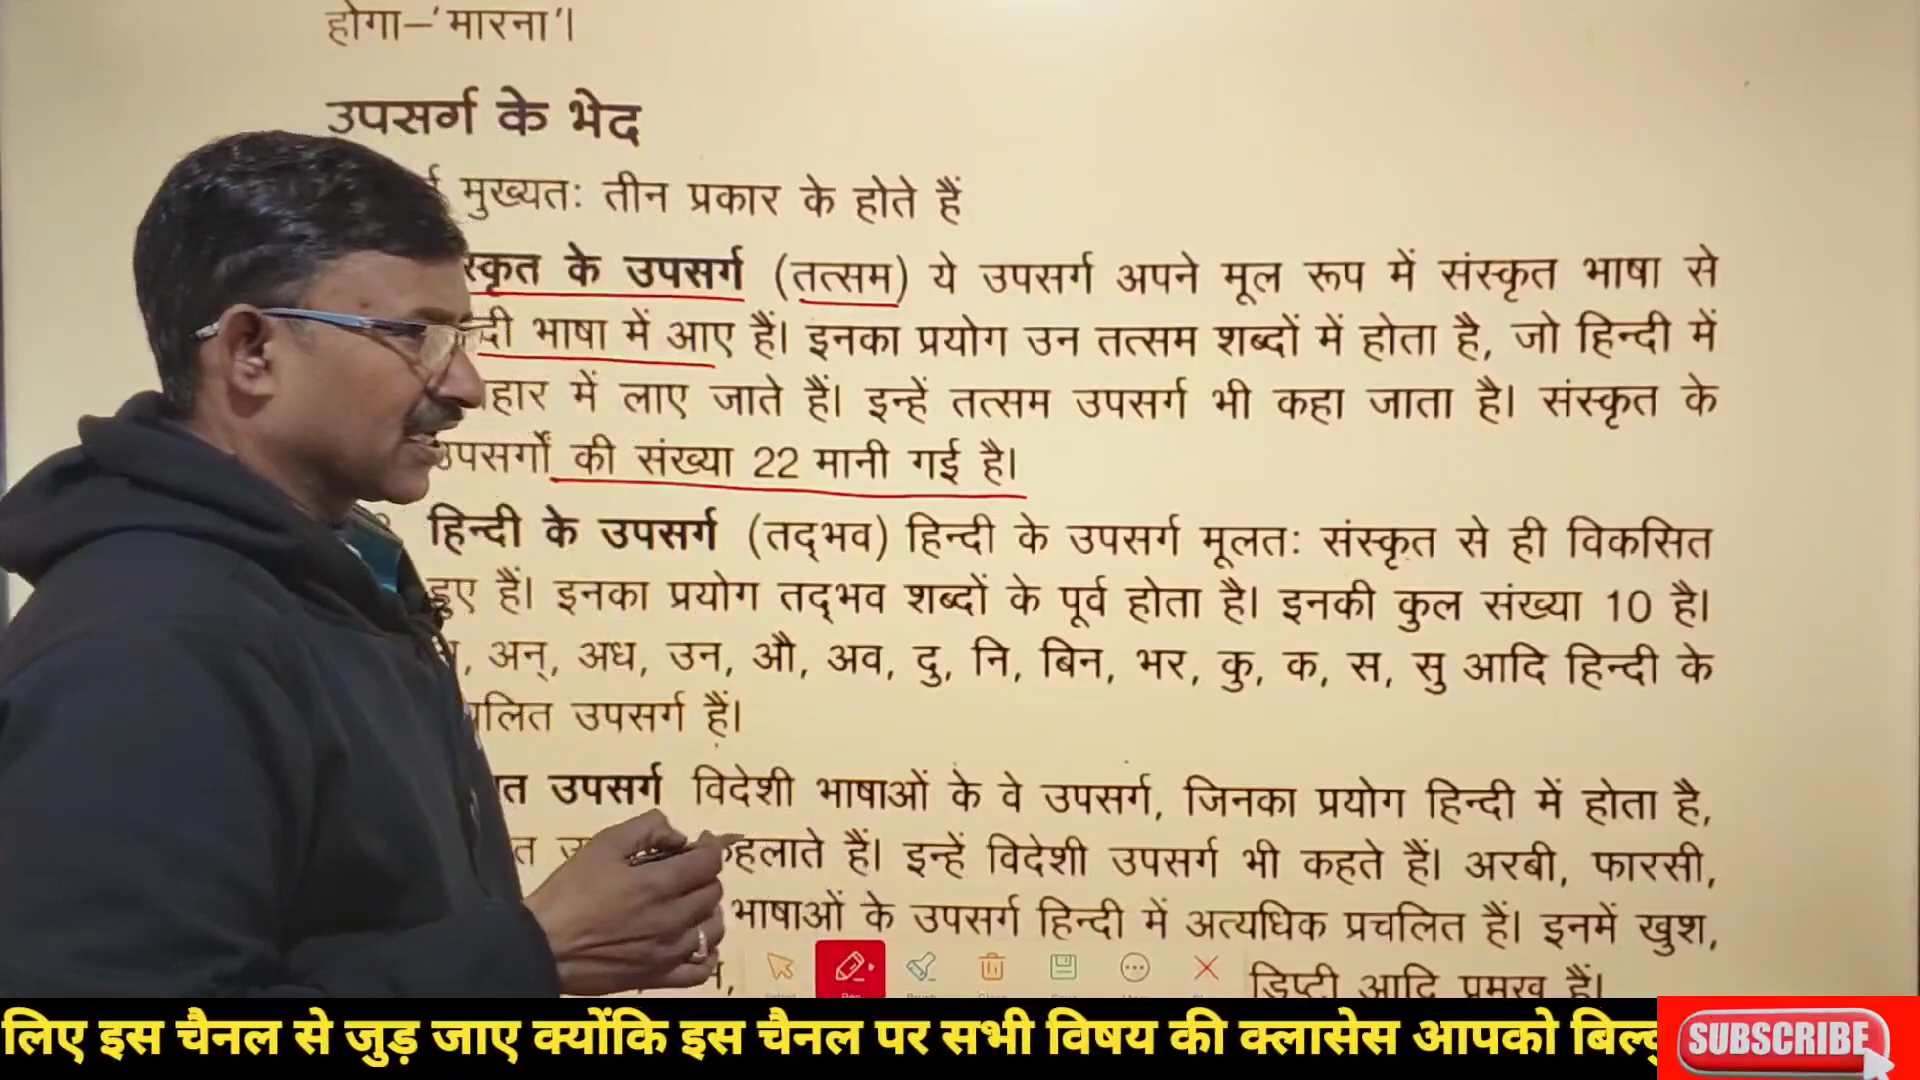 होगा–'मारना'।
उपसर्ग के भेद
मुख्यतः तीन प्रकार के होते हैं
के उपसर्ग (तत्सम) ये उपसर्ग अपने मूल रूप में संस्कृत भाषा से
भाषा में आए हैं। इनका प्रयोग उन तत्सम शब्दों में होता है, जो हिन्दी में
में लाए जाते हैं। इन्हें तत्सम उपसर्ग भी कहा जाता है। संस्कृत के
उपसर्गों की संख्या 22 मानी गई है।
हिन्दी के उपसर्ग (तद्‌भव) हिन्दी के उपसर्ग मूलतः संस्कृत से ही विकसित
हुए हैं। इनका प्रयोग तद्‌भव शब्दों के पूर्व होता है। इनकी कुल संख्या 10 है।
अन्, अध, उन, औ, अव, दु, नि, बिन, भर, कु, क, स, सु आदि हिन्दी के
उपसर्ग हैं।
उपसर्ग विदेशी भाषाओं के वे उपसर्ग, जिनका प्रयोग हिन्दी में होता है,
कहलाते हैं। इन्हें विदेशी उपसर्ग भी कहते हैं। अरबी, फारसी,
भाषाओं के उपसर्ग हिन्दी में अत्यधिक प्रचलित हैं। इनमें खुश,
डिप्टी आदि प्रमुख हैं।
लिए इस चैनल से जुड़ जाए क्योंकि इस चैनल पर सभी विषय की क्लासेस आपको
SUBSCRIBE